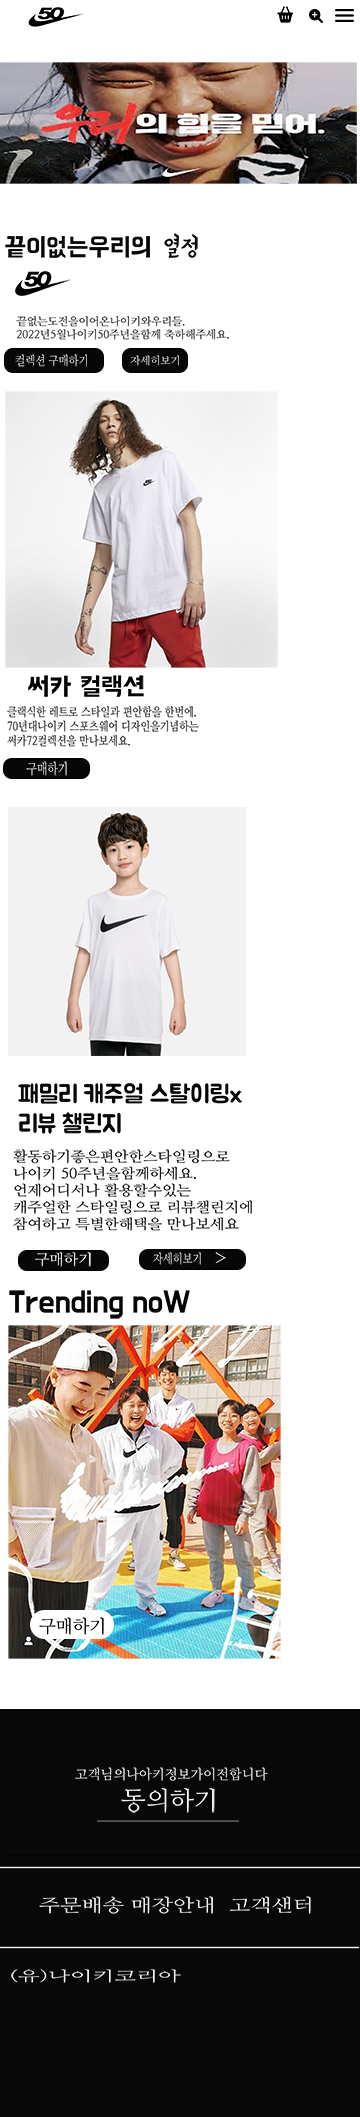 50
우리의 힘을 믿어.
끝이없는우리의 열정
50
끝없는도전을이어온나이키와우리들.
2022년5월나이키50주년을함께 축하해주세요.
컬렉션 구매하기 자세히보기
써카 컬랙션
클랙식한 레트로 스타일과 편안함을 한번에.
70년대나이키 스포츠웨어 디자인을기념하는
써카72컬렉션을 만나보세요.
구매하기
패밀리 캐주얼 스탈이링x
리뷰 챌린지
활동하기좋은편안한스타일링으로
나이키 50주년을함께하세요.
언제어디서나 활용할수있는
캐주얼한 스타일링으로 리뷰챌린지에
참여하고 특별한해택을 만나보세요
구매하기 자세히보기 >
Trending noW
구매하기
고객님의나아키정보가이전합니다
동의하기
주문배송 매장안내 고객샌터
(유)나이키코리아